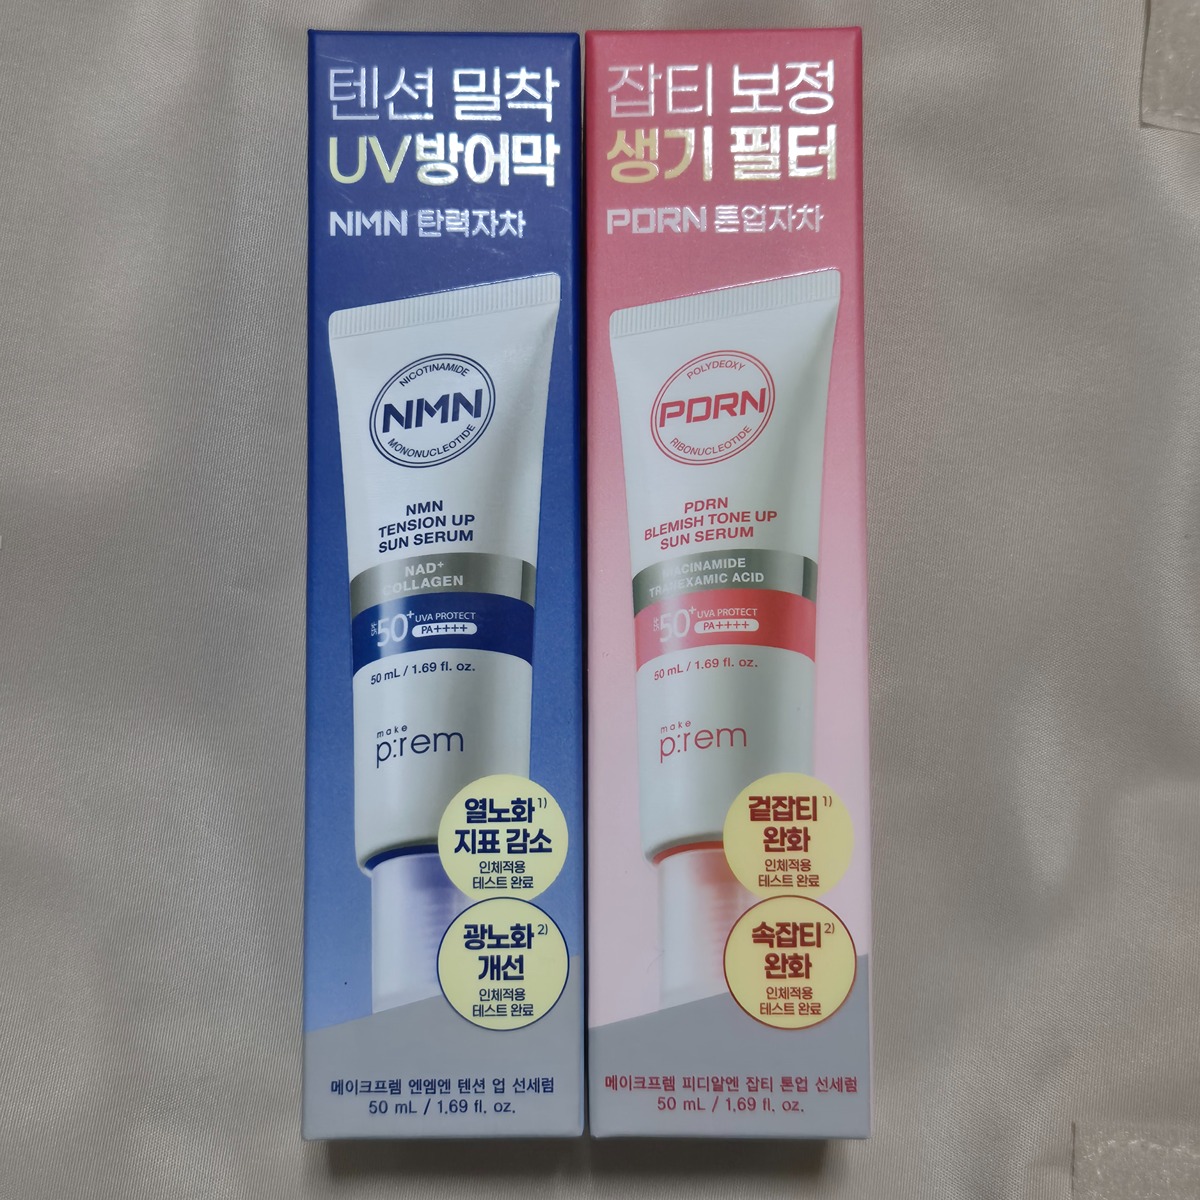 텐션 밀착
UV방어막
NMN 탄력자차
NICOTINAMIDE
NMN
MONONUCLEOTIDE
NMN
TENSION UP
SUN SERUM
NAD+
COLLAGEN
SPF 50+ UVA PROTECT
PA++++
50 mL / 1.69 fl. oz.
make
p:rem
열노화1)
지표 감소
인체적용
테스트 완료
광노화2)
개선
인체적용
테스트 완료
메이크프렘 엔엠엔 텐션 업 선세럼
50 mL / 1.69 fl. oz.
잡티 보정
생기 필터
PDRN 톤업자차
POLYDEOXY
PDRN
RIBONUCLEOTIDE
PDRN
BLEMISH TONE UP
SUN SERUM
NIACINAMIDE
TRANEXAMIC ACID
SPF 50+ UVA PROTECT
PA++++
50 mL / 1.69 fl. oz.
make
p:rem
겉잡티1)
완화
인체적용
테스트 완료
속잡티2)
완화
인체적용
테스트 완료
메이크프렘 피디알엔 잡티 톤업 선세럼
50 mL / 1.69 fl. oz.